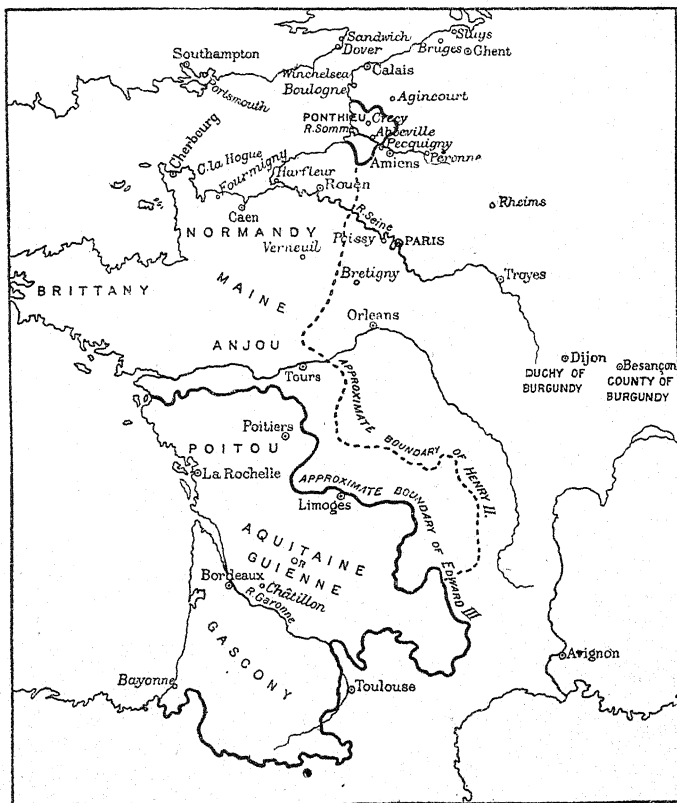 Sandwich
Dover
Sluys
Bruges
Ghent
Southampton
Portsmouth
Winchelsea
Calais
Boulogne
Agincourt
PONTHIEU
Crecy
R. Somme
Abbeville
Pecquigny
Amiens
Péronne
Cherbourg
C. la Hogue
Fourmigny
Harfleur
Rouen
Caen
Rheims
NORMANDY
Verneuil
R. Seine
Poissy
PARIS
Bretigny
Troyes
MAINE
BRITTANY
Orleans
ANJOU
Tours
Dijon
DUCHY OF
BURGUNDY
Besançon
COUNTY OF
BURGUNDY
APPROXIMATE BOUNDARY OF HENRY II.
Poitiers
POITOU
La Rochelle
APPROXIMATE BOUNDARY OF EDWARD III
Limoges
AQUITAINE
OR
GUIENNE
Bordeaux
Châtillon
R. Garonne
GASCONY
Avignon
Bayonne
Toulouse